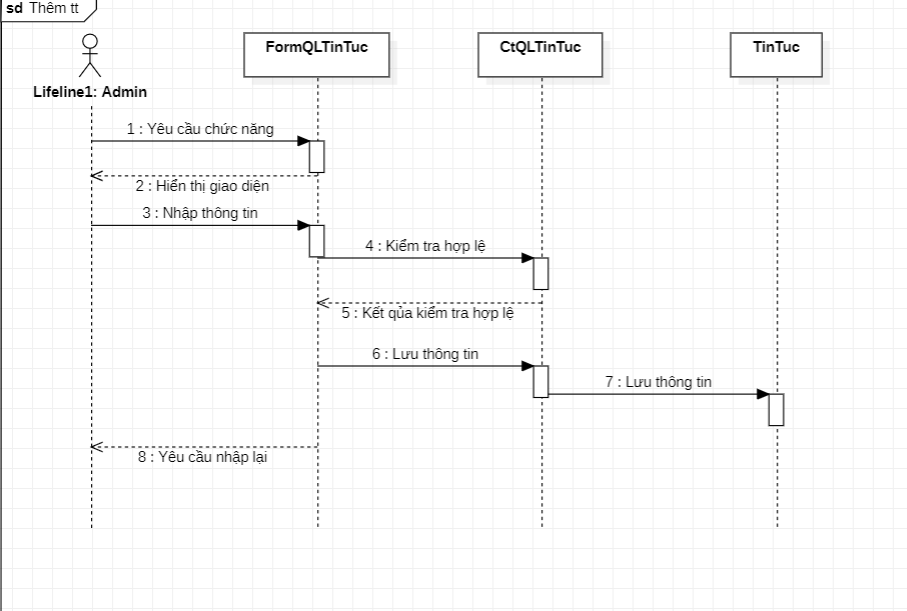 sd Thêm tt
FormQLTinTuc
CtQLTinTuc
TinTuc
Lifeline1: Admin
1 : Yêu cầu chức năng
2 : Hiển thị giao diện
3 : Nhập thông tin
4 : Kiểm tra hợp lệ
5 : Kết qủa kiểm tra hợp lệ
6 : Lưu thông tin
7 : Lưu thông tin
8 : Yêu cầu nhập lại